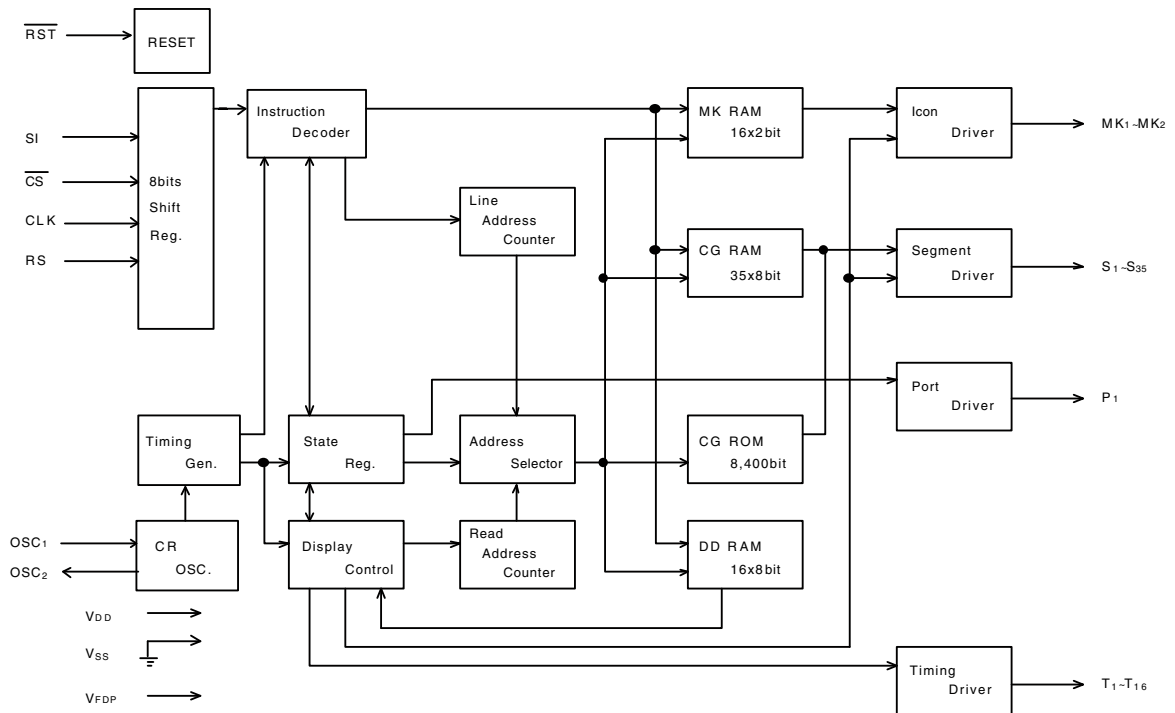 RST
RESET
SI
CS
CLK
RS
8bits
Shift
Reg.
Instruction
Decoder
Line
Address
Counter
MK RAM
16x2bit
Icon
Driver
MK1~MK2
CG RAM
35x8bit
Segment
Driver
S1~S35
Port
Driver
P1
Timing
Gen.
State
Reg.
Address
Selector
CG ROM
8,400bit
OSC1
OSC2
CR
OSC.
Display
Control
Read
Address
Counter
DD RAM
16x8bit
VDD
VSS
VFDP
Timing
Driver
T1~T16